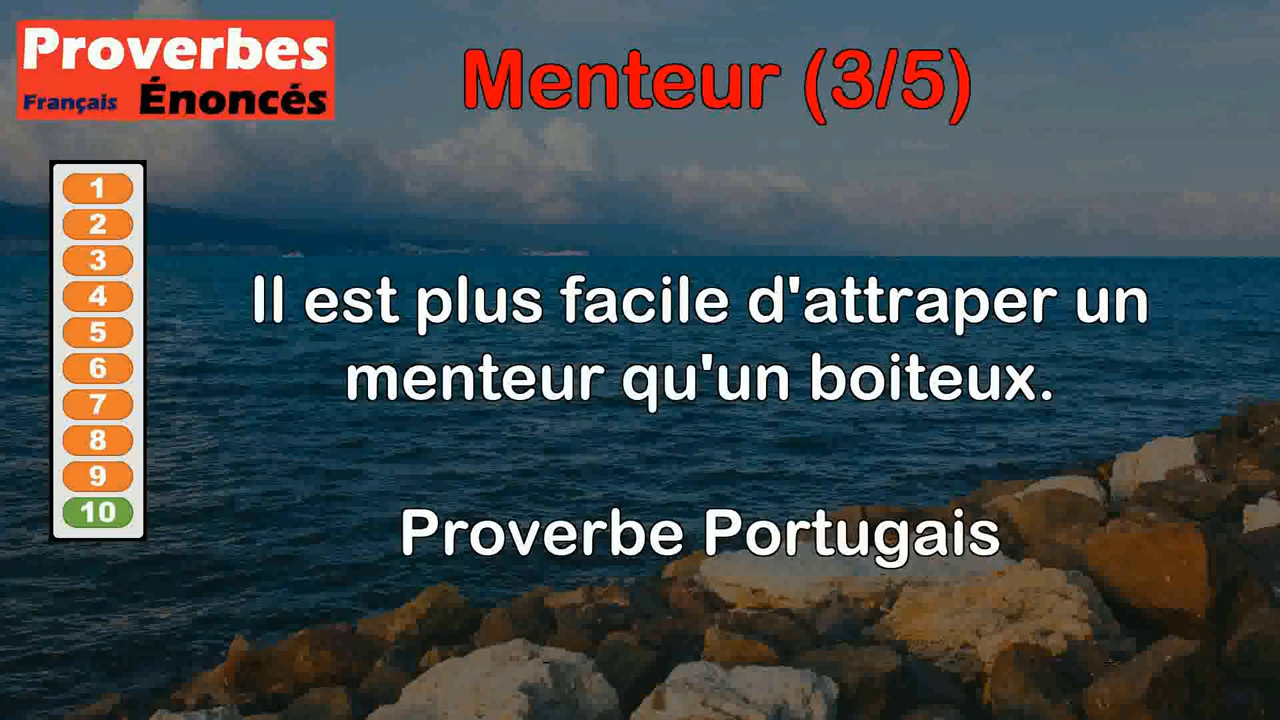 Proverbes
Français Énoncés
Menteur (3/5)
1
2
3
4
5
6
7
8
9
10
Il est plus facile d'attraper un
menteur qu'un boiteux.
Proverbe Portugais